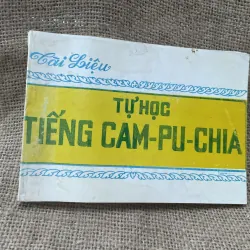 Tài Liệu
TỰ HỌC
TIẾNG CAM-PU-CHIA